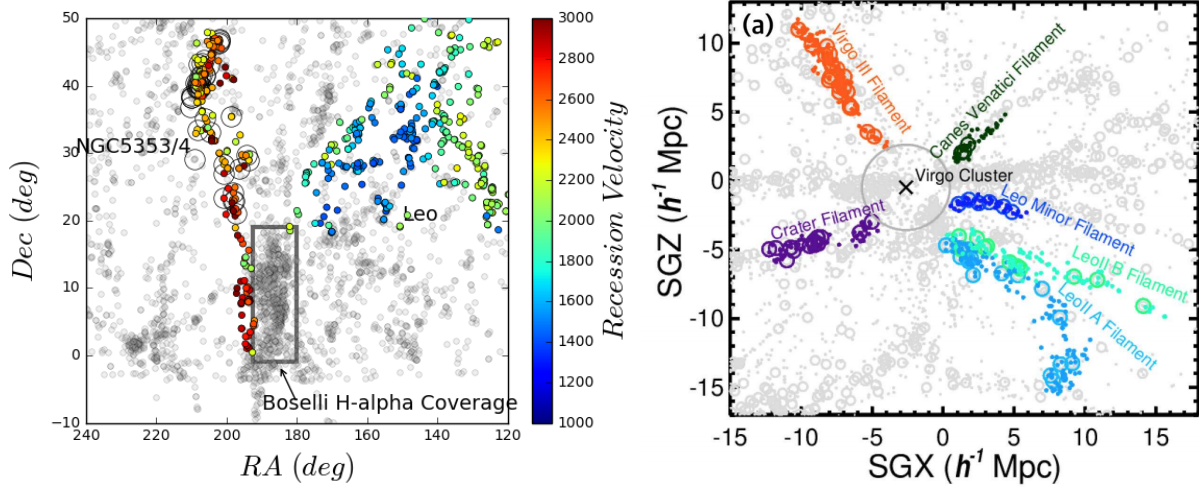 50
40
30
20
10
0
−10
240
220
200
180
160
140
120
Dec (deg)
RA (deg)
NGC5353/4
Leo
Boselli H-alpha Coverage
3000
2800
2600
2400
2200
2000
1800
1600
1400
1200
1000
Recession Velocity
(a)
Virgo III Filament
Canes Venatici Filament
Virgo Cluster
Leo Minor Filament
Crater Filament
LeoII B Filament
LeoII A Filament
10
5
0
-5
-10
-15
SGZ (h⁻¹ Mpc)
-15
-10
-5
0
5
10
15
SGX (h⁻¹ Mpc)